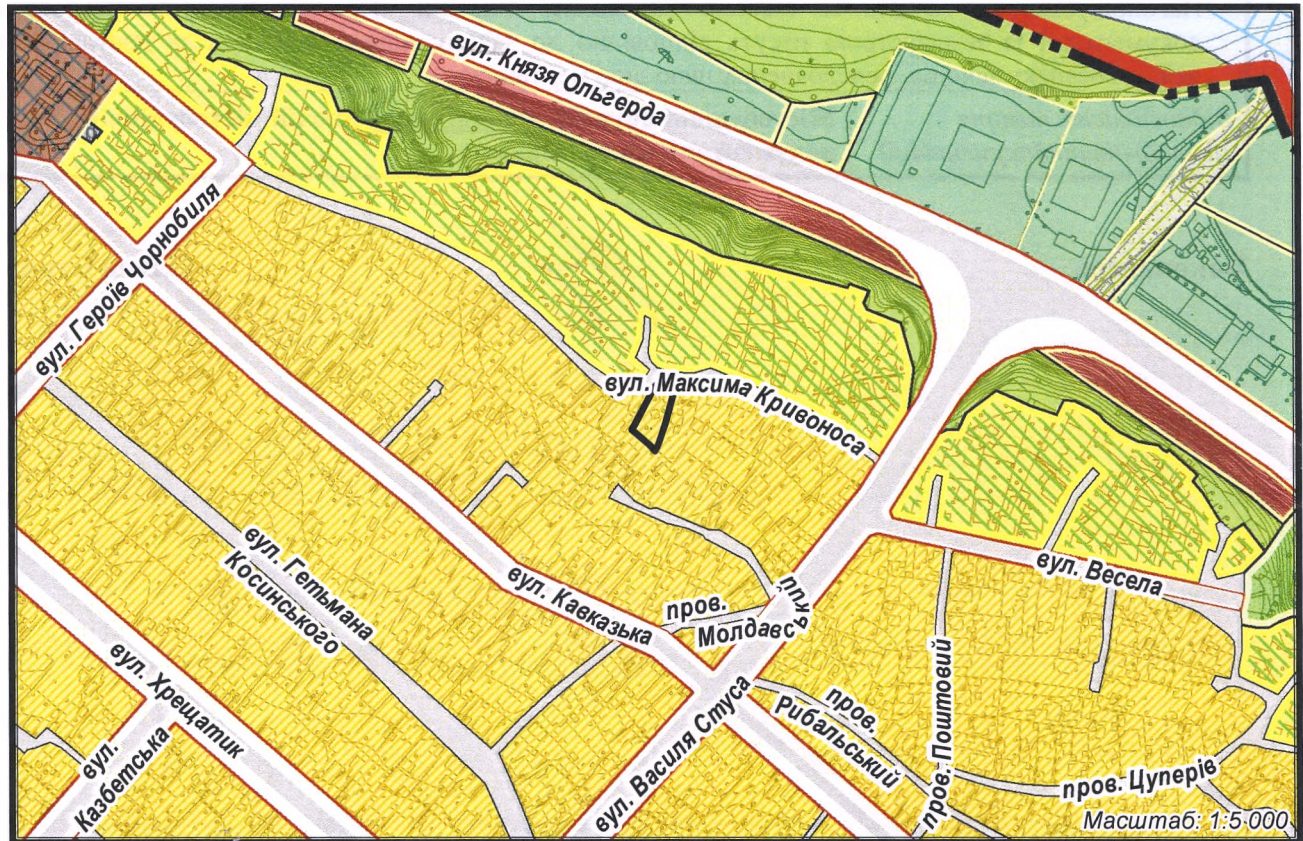 вул. Князя Ольгерда
вул. Героїв Чорнобиля
вул. Максима Кривоноса
вул. Гетьмана
Косинського
вул. Кавказька
пров.
Молдавський
вул. Весела
вул. Хрещатик
вул.
Казбетська
вул. Василя Стуса
пров.
Рибальський
пров. Поштовий
пров. Цуперів
Масштаб: 1:5 000